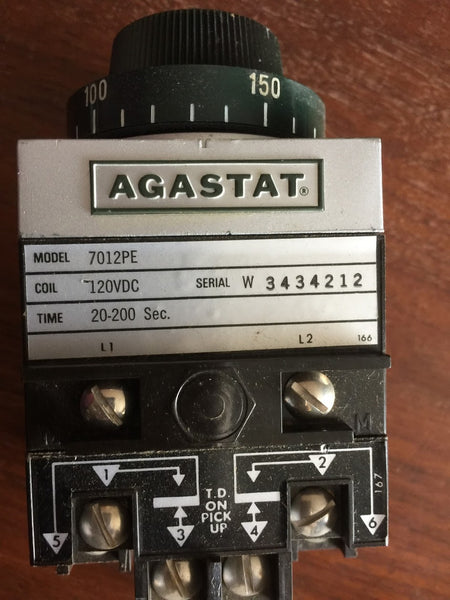 100 150
AGASTAT®
MODEL 7012PE
COIL 120VDC SERIAL W 3434212
TIME 20-200 Sec.
L1 L2 166
M
1 2
T.D.
ON
PICK
UP
5 3 4 6
167